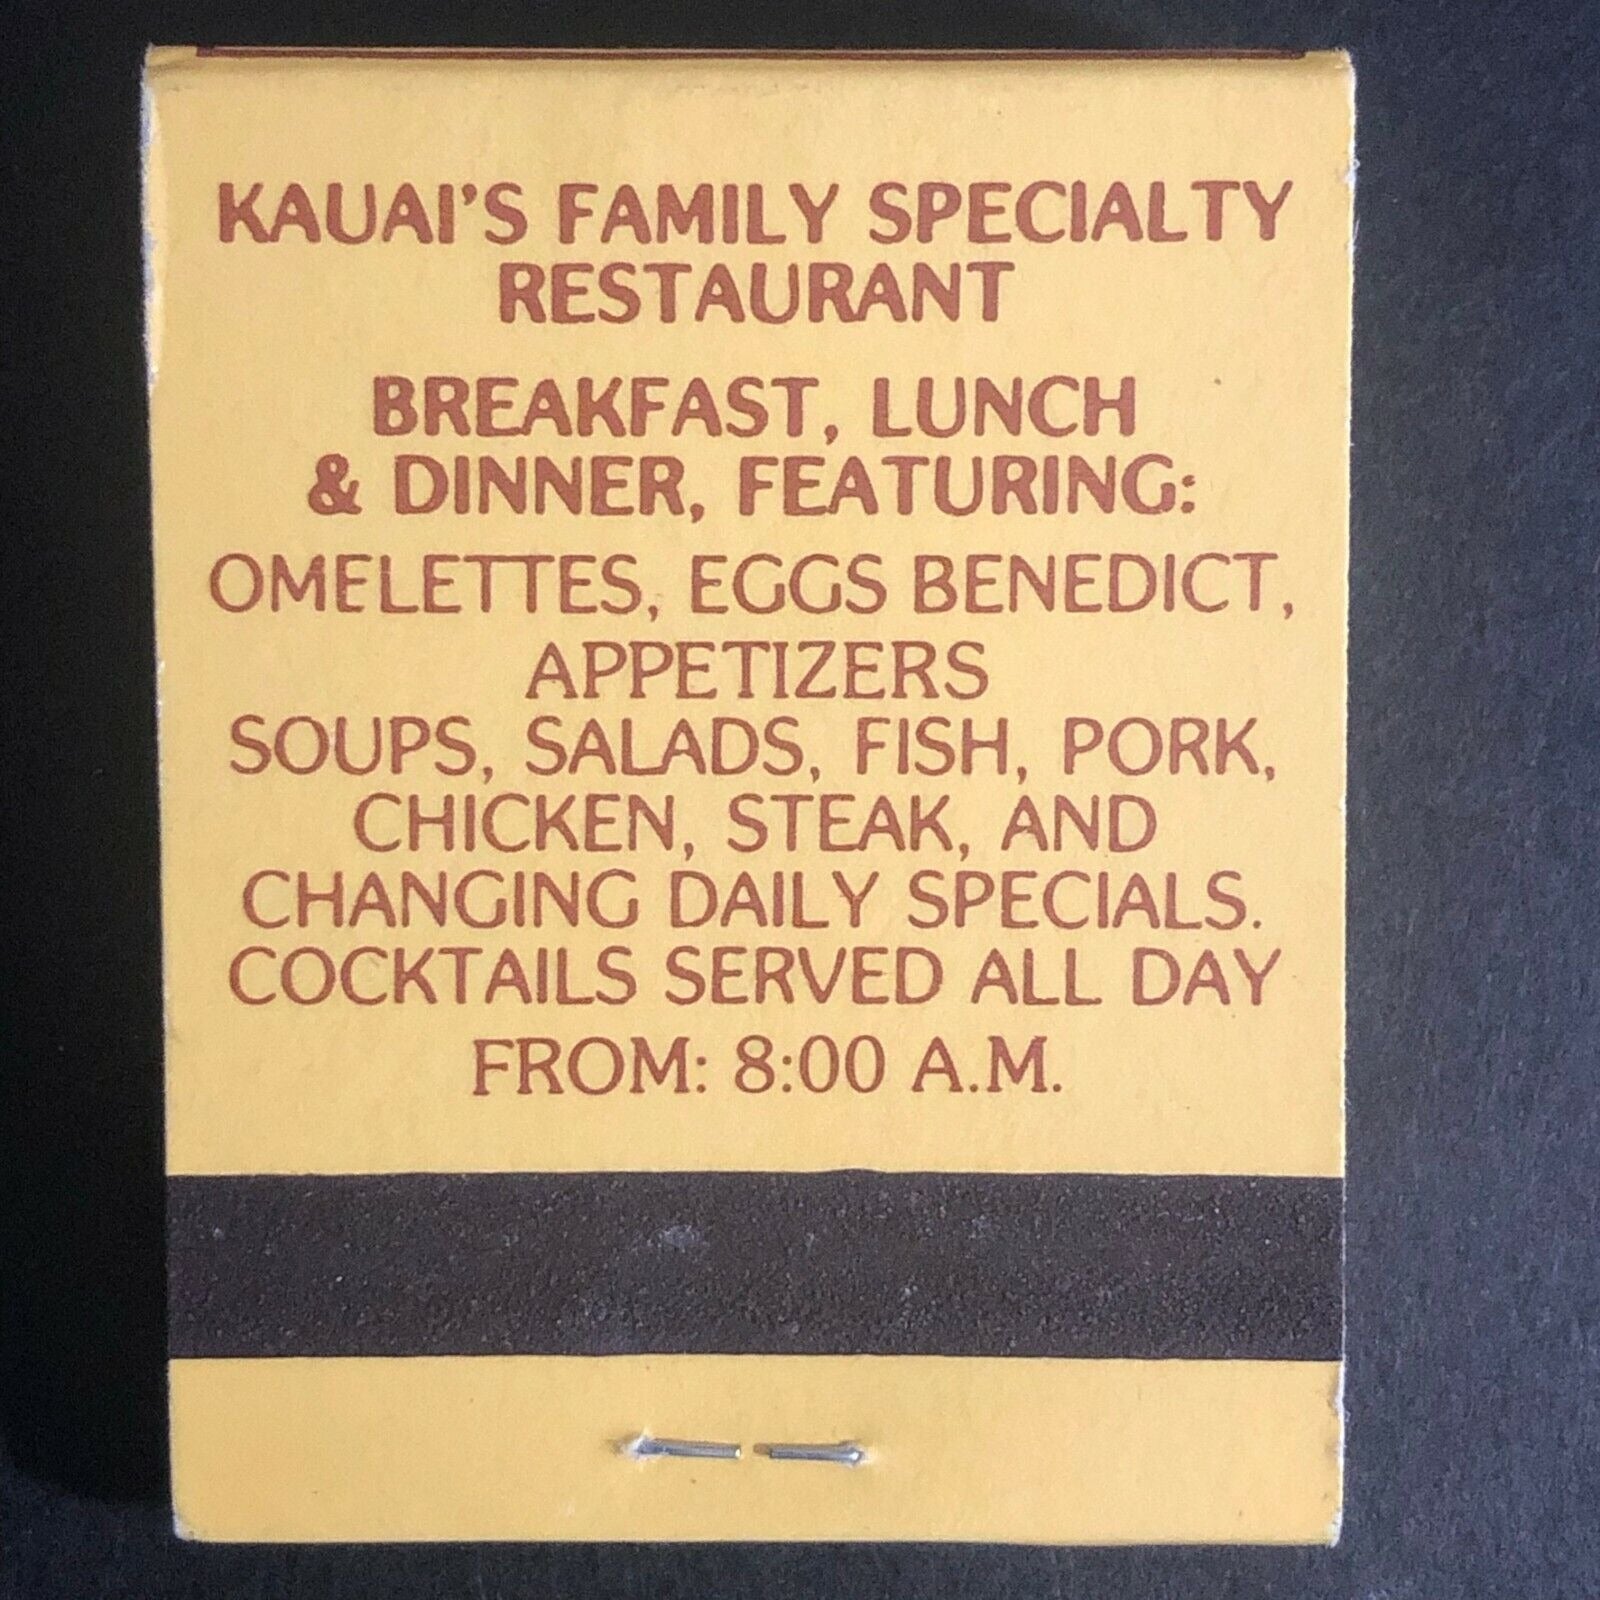 KAUAI'S FAMILY SPECIALTY
RESTAURANT
BREAKFAST, LUNCH
& DINNER, FEATURING:
OMELETTES, EGGS BENEDICT,
APPETIZERS
SOUPS, SALADS, FISH, PORK,
CHICKEN, STEAK, AND
CHANGING DAILY SPECIALS.
COCKTAILS SERVED ALL DAY
FROM: 8:00 A.M.